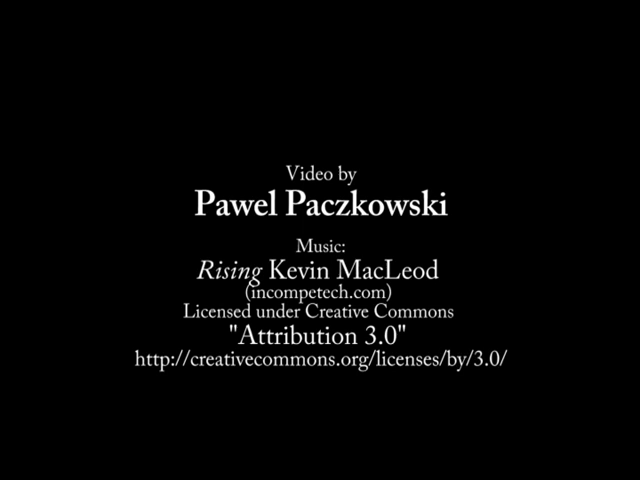 Video by
Pawel Paczkowski
Music:
Rising Kevin MacLeod
(incompetech.com)
Licensed under Creative Commons
"Attribution 3.0"
http://creativecommons.org/licenses/by/3.0/